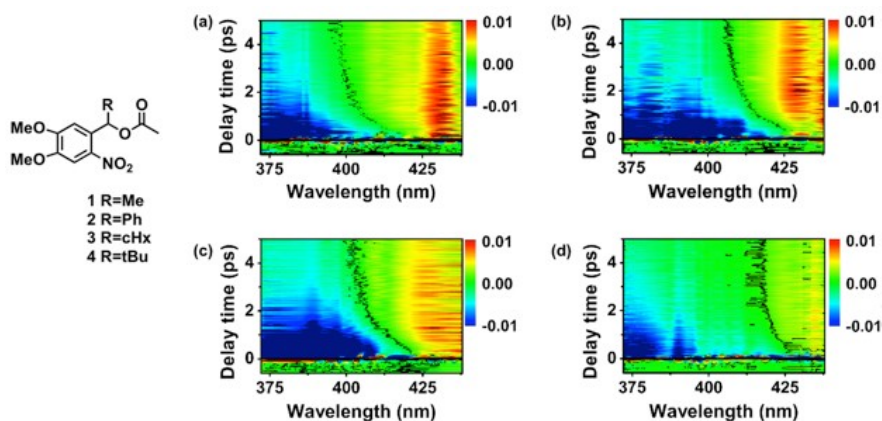 R
O
MeO
O
MeO
NO2
1 R=Me
2 R=Ph
3 R=cHx
4 R=tBu
(a)
Delay time (ps)
4
2
0
375 400 425
Wavelength (nm)
0.01
0.00
-0.01
(b)
Delay time (ps)
4
2
0
375 400 425
Wavelength (nm)
0.01
0.00
-0.01
(c)
Delay time (ps)
4
2
0
375 400 425
Wavelength (nm)
0.01
0.00
-0.01
(d)
Delay time (ps)
4
2
0
375 400 425
Wavelength (nm)
0.01
0.00
-0.01